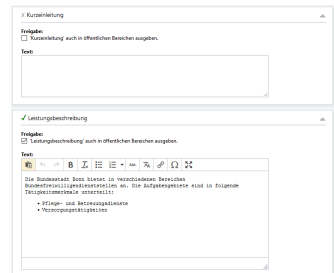 Kurzeinleitung
Freigabe:
'Kurzeinleitung' auch in öffentlichen Bereichen ausgeben.
Text:
Leistungsbeschreibung
Freigabe:
'Leistungsbeschreibung' auch in öffentlichen Bereichen ausgeben.
Text:
Die Bundesstadt Bonn bietet in verschiedenen Bereichen
Bundesfreiwilligendienststellen an. Die Aufgabengebiete sind in folgende
Tätigkeitsmerkmale unterteilt:
• Pflege- und Betreuungsdienste
• Versorgungstätigkeiten